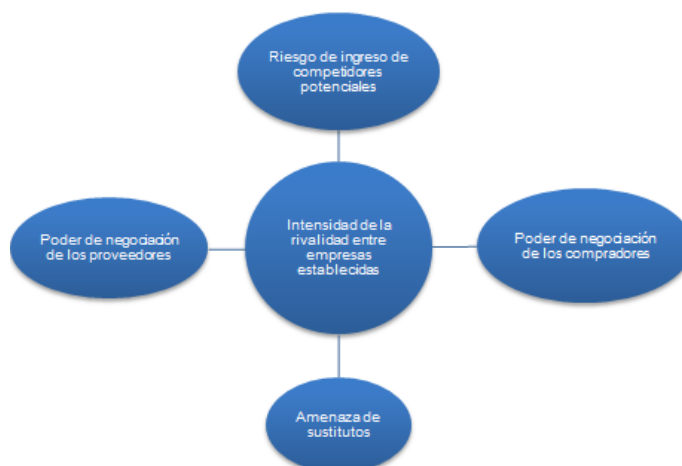 Riesgo de ingreso de
competidores
potenciales
Poder de negociación
de los proveedores
Intensidad de la
rivalidad entre
empresas
establecidas
Poder de negociación
de los compradores
Amenaza de
sustitutos